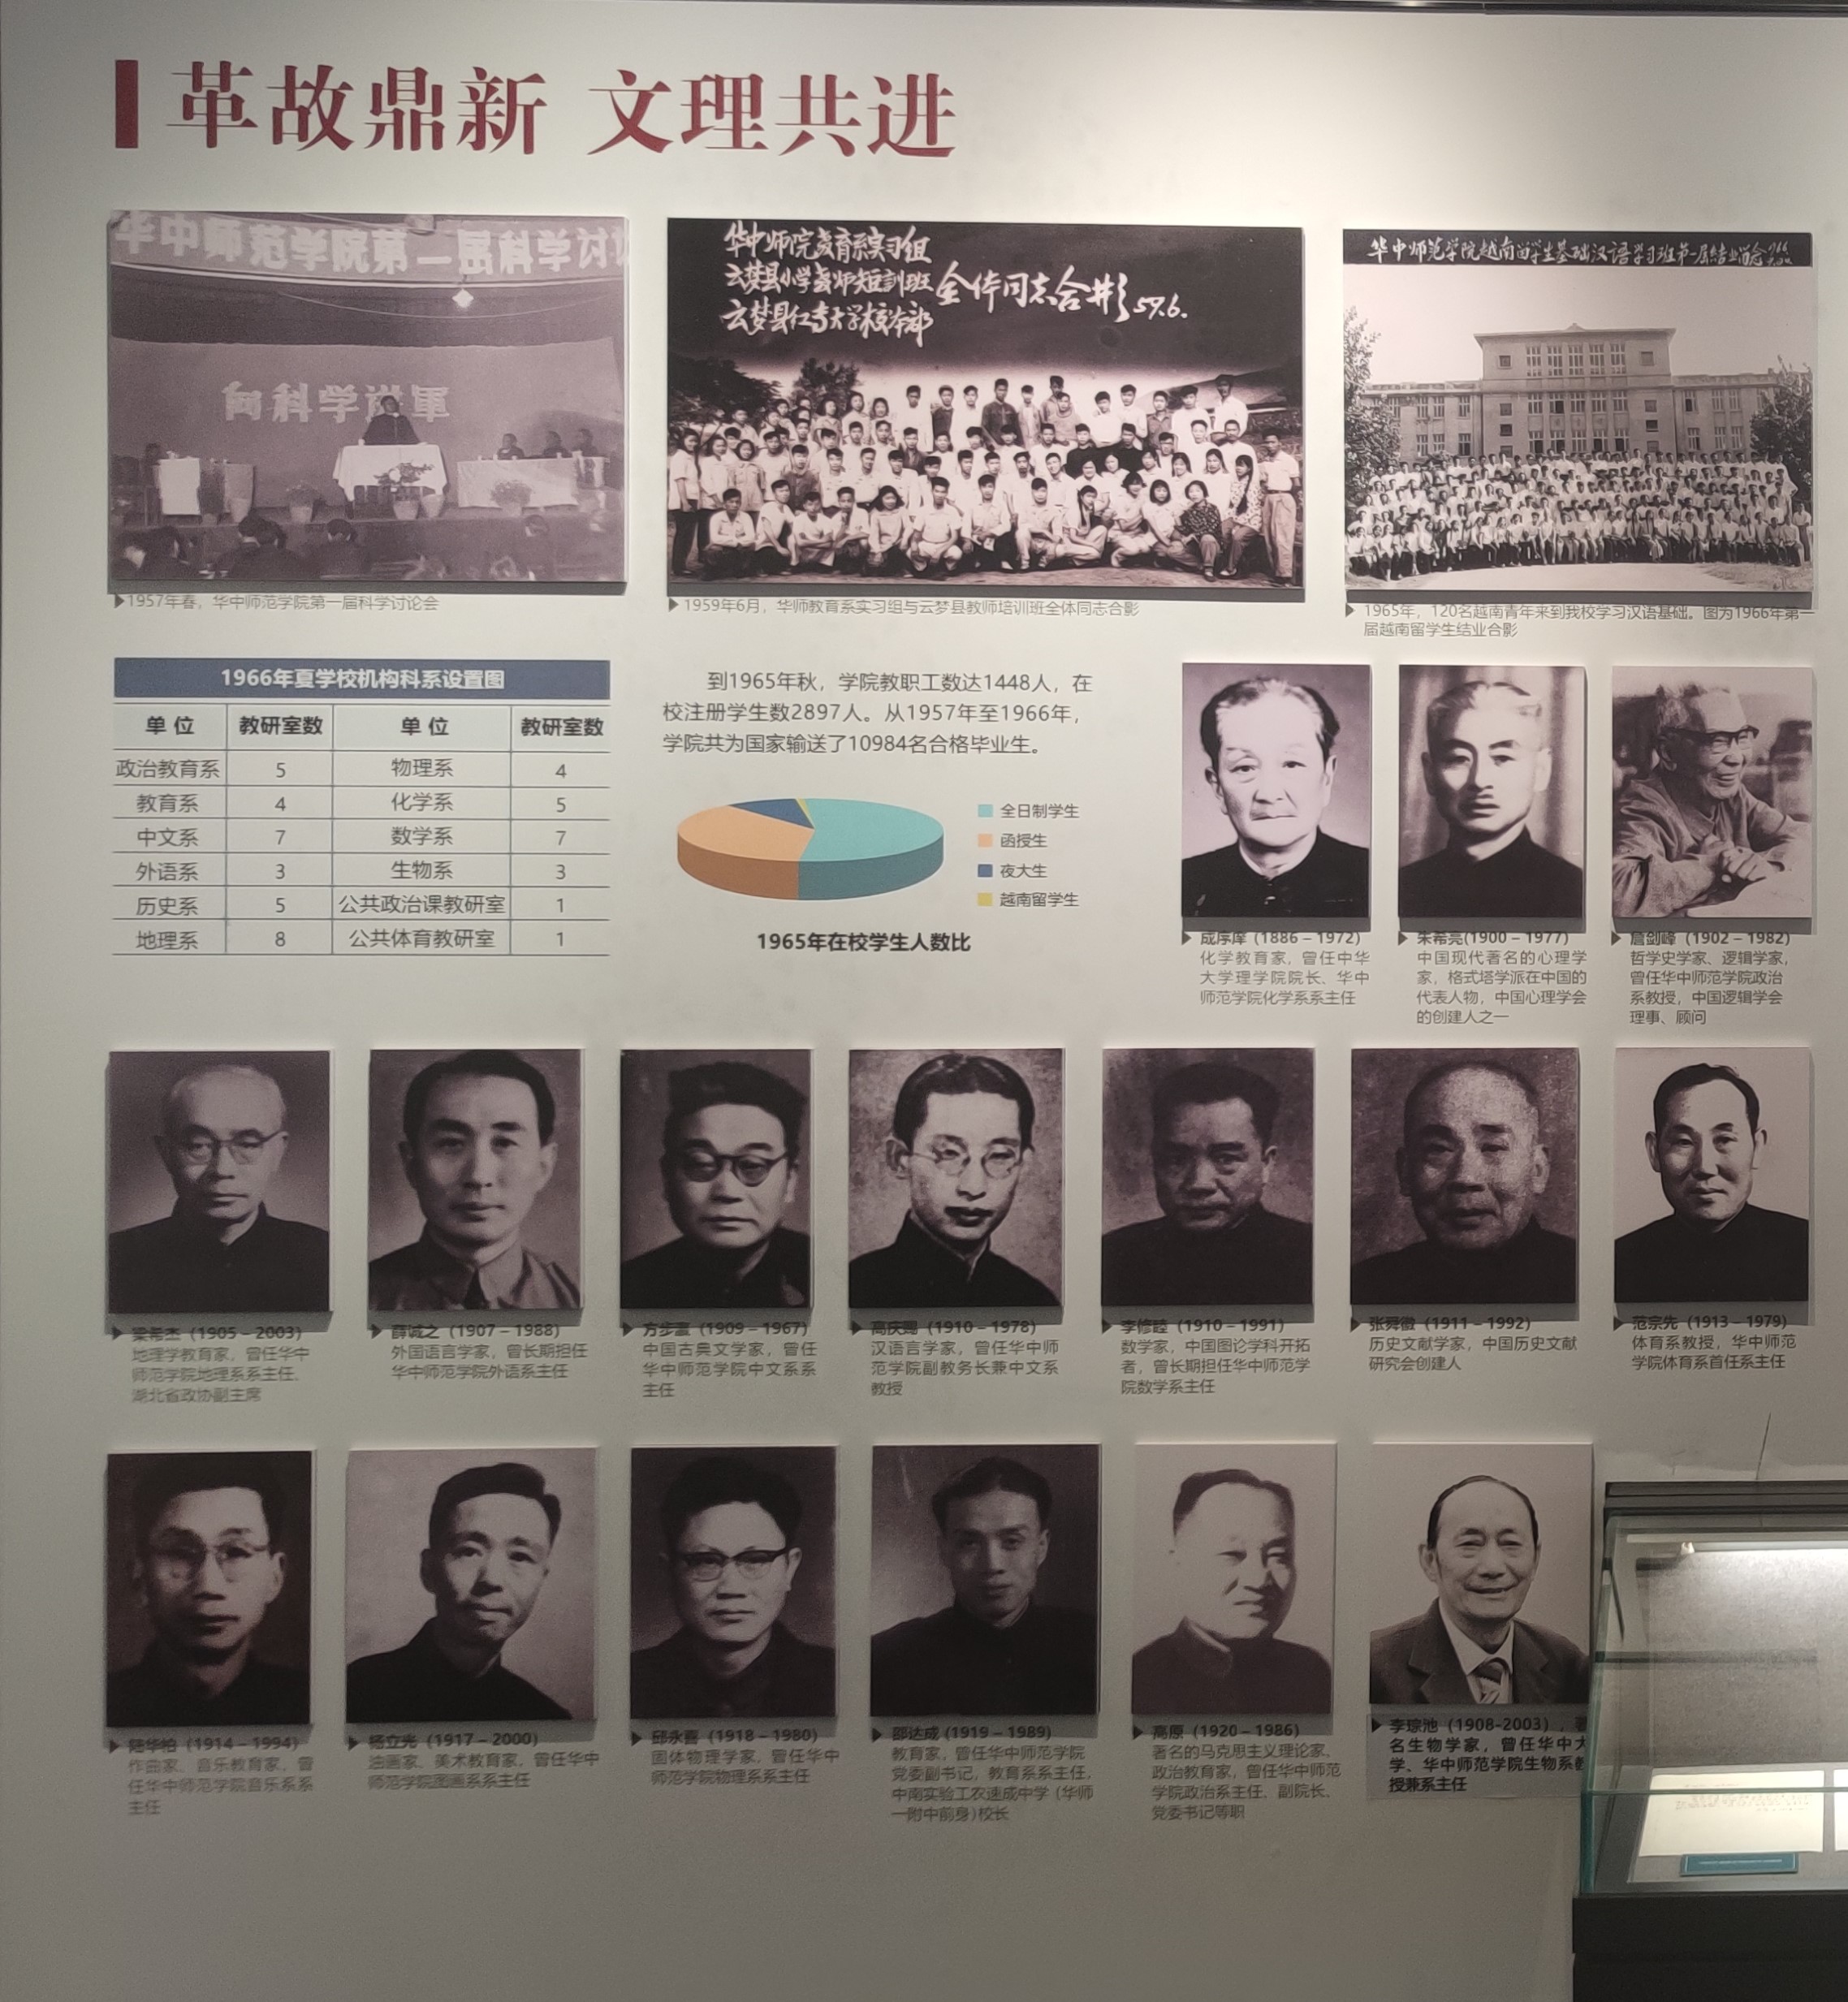 革故鼎新 文理共进
华中师范学院第一届科学讨论
向科学进军
华中师院教育系实习组
云梦县小学教师短训班
云梦县红专大学校本部
全体同志合影 59.6.
华中师范学院越南留学生基础汉语学习班第一届结业留念
▶1957年春，华中师范学院第一届科学讨论会
▶1959年6月，华师教育系实习组与云梦县教师培训班全体同志合影
▶1965年，120名越南青年来到我校学习汉语基础。图为1966年第一
届越南留学生结业合影
1966年夏学校机构科系设置图
单 位 教研室数 单 位 教研室数
政治教育系 5 物理系 4
教育系 4 化学系 5
中文系 7 数学系 7
外语系 3 生物系 3
历史系 5 公共政治课教研室 1
地理系 8 公共体育教研室 1
到1965年秋，学院教职工数达1448人，在
校注册学生数2897人。从1957年至1966年，
学院共为国家输送了10984名合格毕业生。
全日制学生
函授生
夜大生
越南留学生
1965年在校学生人数比
▶成序庠（1886－1972）
化学教育家，曾任中华
大学理学院院长、华中
师范学院化学系系主任
▶朱希亮(1900－1977)
中国现代著名的心理学
家，格式塔学派在中国的
代表人物，中国心理学会
的创建人之一
▶詹剑峰（1902－1982）
哲学史学家、逻辑学家，
曾任华中师范学院政治
系教授，中国逻辑学会
理事、顾问
▶梁希杰（1905－2003）
地理学教育家，曾任华中
师范学院地理系系主任、
湖北省政协副主席
▶薛诚之（1907－1988）
外国语言学家，曾长期担任
华中师范学院外语系主任
▶方步瀛（1909－1967）
中国古典文学家，曾任
华中师范学院中文系系
主任
▶高庆赐（1910－1978）
汉语言学家，曾任华中师
范学院副教务长兼中文系
教授
▶李修睦（1910－1991）
数学家，中国图论学科开拓
者，曾长期担任华中师范学
院数学系主任
▶张舜徽（1911－1992）
历史文献学家，中国历史文献
研究会创建人
▶范宗先（1913－1979）
体育系教授，华中师范
学院体育系首任系主任
▶陆华柏（1914－1994）
作曲家、音乐教育家，曾
任华中师范学院音乐系系
主任
▶杨立光（1917－2000）
油画家、美术教育家，曾任华中
师范学院图画系系主任
▶邱永喜（1918－1980）
固体物理学家，曾任华中
师范学院物理系系主任
▶邵达成（1919－1989）
教育家，曾任华中师范学院
党委副书记，教育系系主任，
中南实验工农速成中学（华师
一附中前身）校长
▶高原（1920－1986）
著名的马克思主义理论家、
政治教育家，曾任华中师范
学院政治系主任、副院长、
党委书记等职
▶李琮池（1908-2003），著
名生物学家，曾任华中大
学、华中师范学院生物系教
授兼系主任